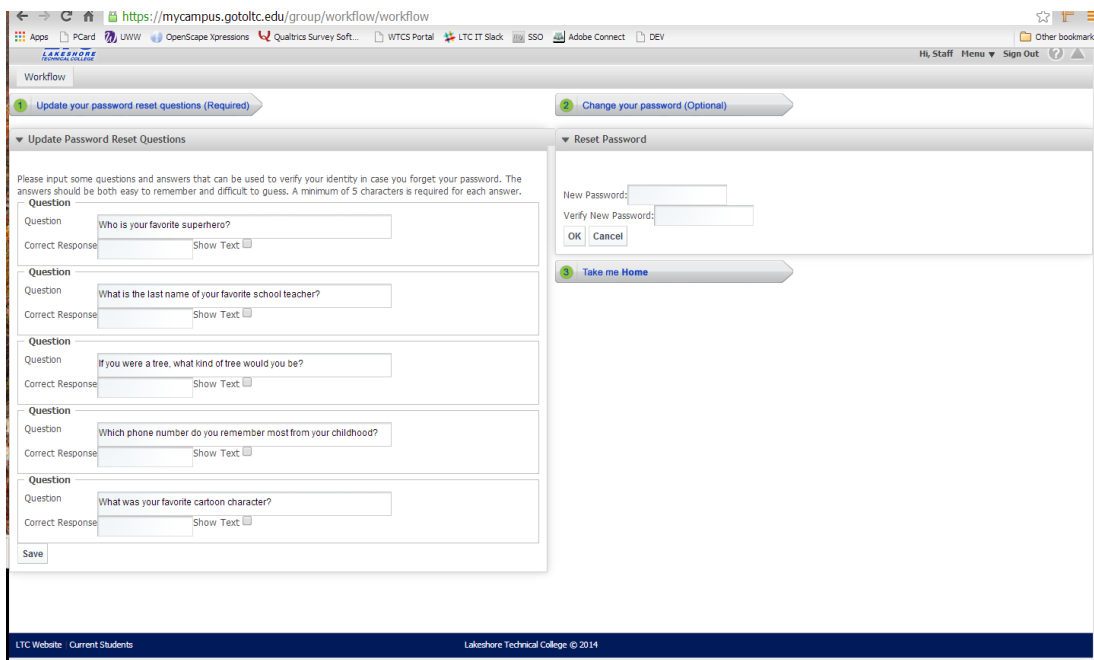 https://mycampus.gotoltc.edu/group/workflow/workflow
Apps PCard UWW OpenScape Xpressions Qualtrics Survey Soft... WTCS Portal LTC IT Slack my SSO Adobe Connect DEV Other bookmark
LAKESHORE
TECHNICAL COLLEGE
Hi, Staff Menu ▼ Sign Out ?
Workflow
1 Update your password reset questions (Required)
2 Change your password (Optional)
▼ Update Password Reset Questions
▼ Reset Password
Please input some questions and answers that can be used to verify your identity in case you forget your password. The
answers should be both easy to remember and difficult to guess. A minimum of 5 characters is required for each answer.
Question
Question Who is your favorite superhero?
Correct Response Show Text
Question
Question What is the last name of your favorite school teacher?
Correct Response Show Text
Question
Question If you were a tree, what kind of tree would you be?
Correct Response Show Text
Question
Question Which phone number do you remember most from your childhood?
Correct Response Show Text
Question
Question What was your favorite cartoon character?
Correct Response Show Text
Save
New Password:
Verify New Password:
OK Cancel
3 Take me Home
LTC Website Current Students
Lakeshore Technical College © 2014